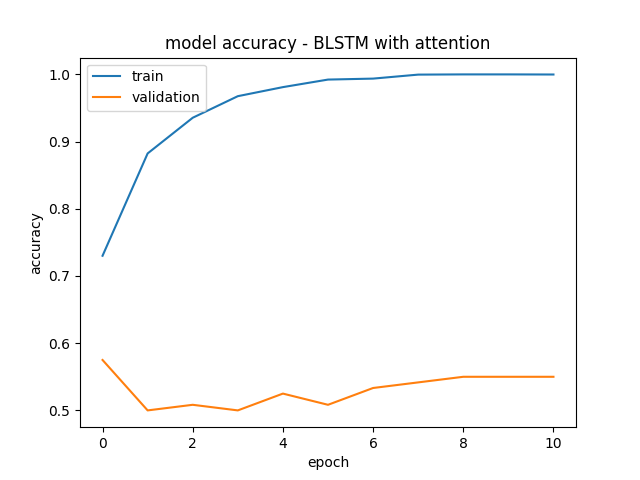 model accuracy - BLSTM with attention
train
validation
1.0
0.9
0.8
0.7
0.6
0.5
accuracy
0 2 4 6 8 10
epoch